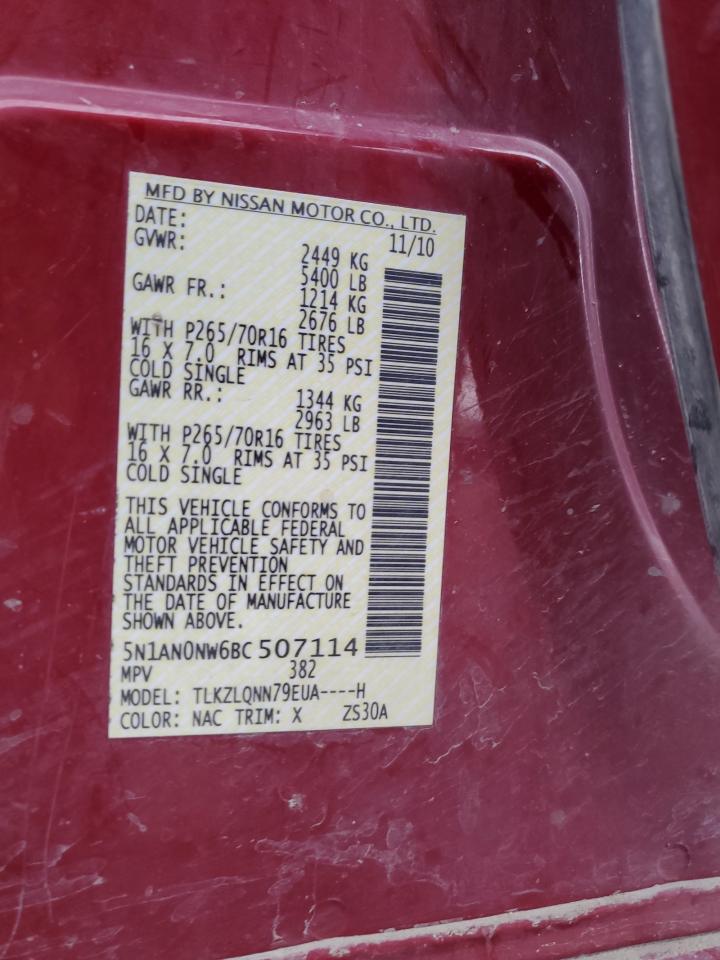 MFD BY NISSAN MOTOR CO., LTD.
DATE: 11/10
GVWR: 2449 KG
5400 LB
GAWR FR.: 1214 KG
2676 LB
WITH P265/70R16 TIRES
16 X 7.0 RIMS AT 35 PSI
COLD SINGLE
GAWR RR.: 1344 KG
2963 LB
WITH P265/70R16 TIRES
16 X 7.0 RIMS AT 35 PSI
COLD SINGLE
THIS VEHICLE CONFORMS TO
ALL APPLICABLE FEDERAL
MOTOR VEHICLE SAFETY AND
THEFT PREVENTION
STANDARDS IN EFFECT ON
THE DATE OF MANUFACTURE
SHOWN ABOVE.
5N1AN0NW6BC 507114
MPV 382
MODEL: TLKZLQNN79EUA----H
COLOR: NAC TRIM: X ZS30A